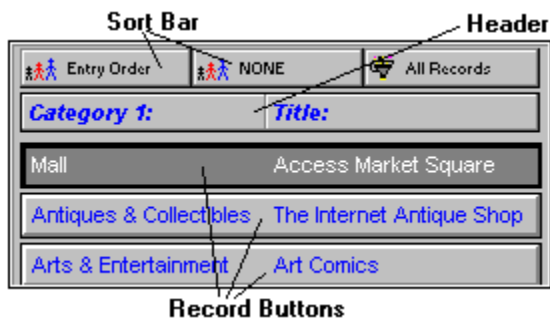 Sort Bar
Header
Entry Order NONE All Records
Category 1: Title:
Mall Access Market Square
Antiques & Collectibles The Internet Antique Shop
Arts & Entertainment Art Comics
Record Buttons